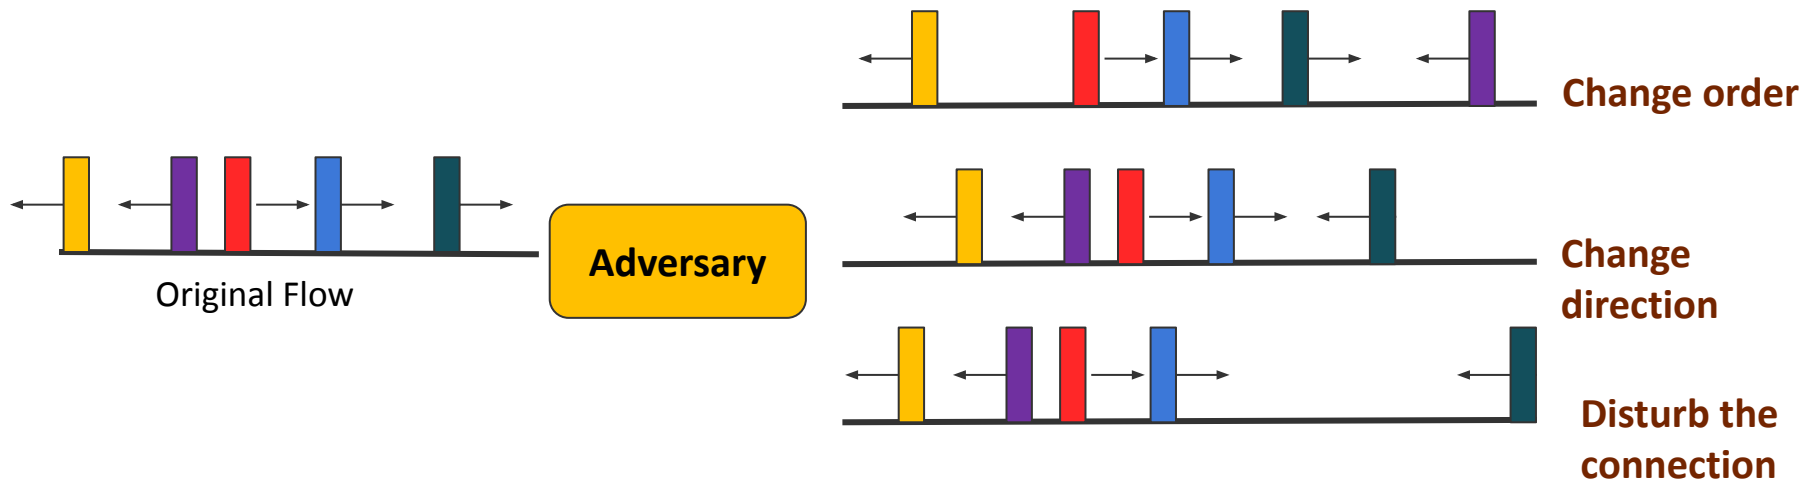 Change order
Adversary
Original Flow
Change
direction
Disturb the
connection